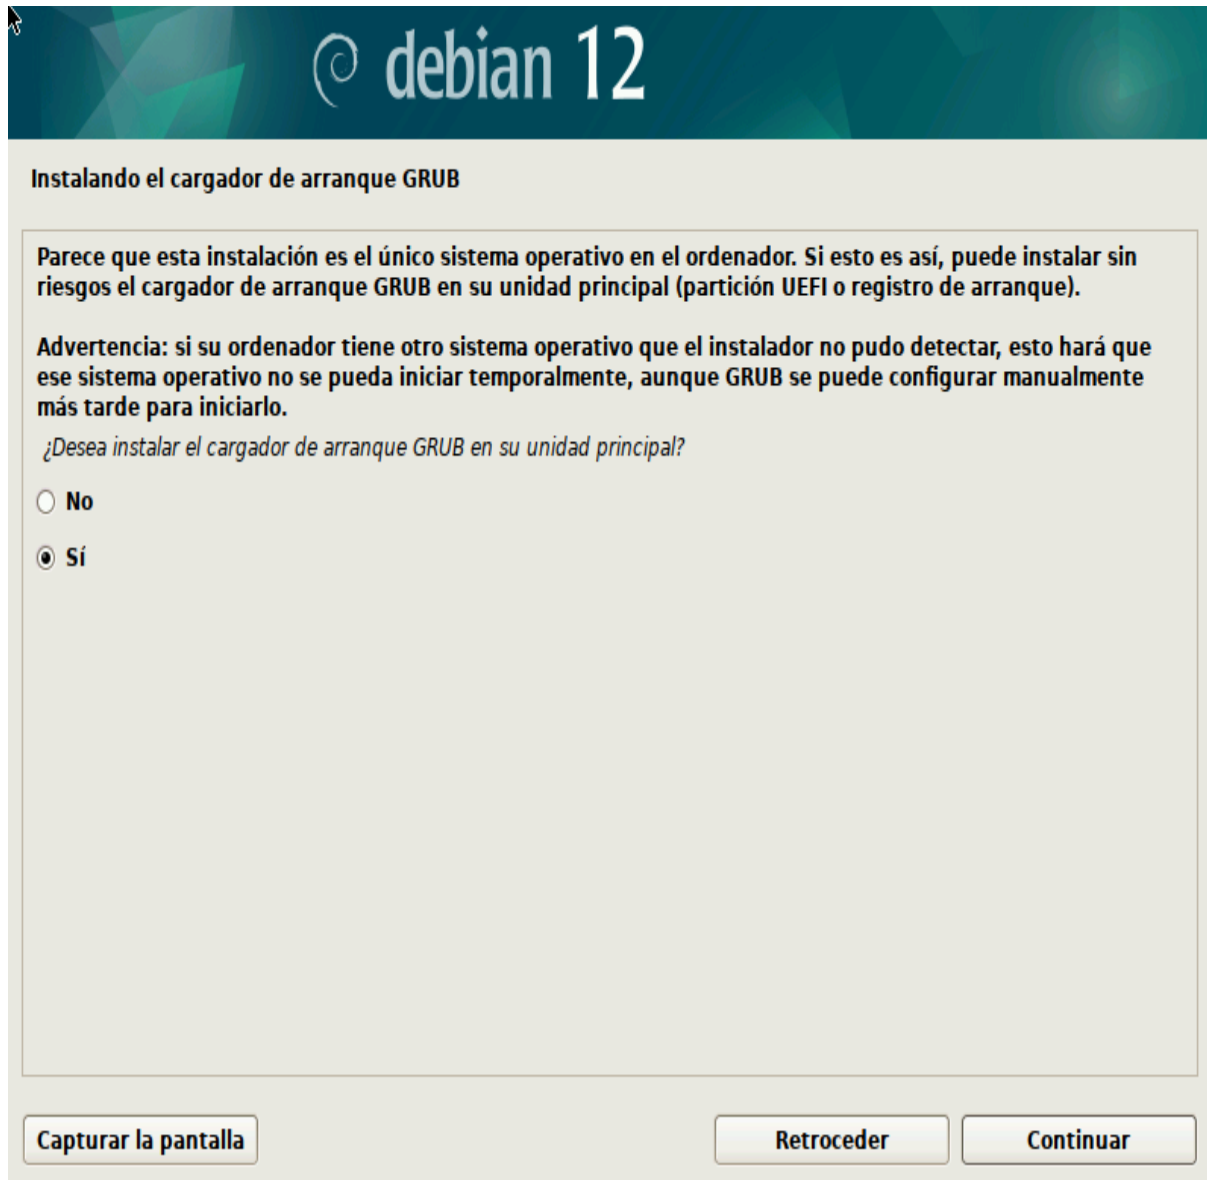 debian 12
Instalando el cargador de arranque GRUB
Parece que esta instalación es el único sistema operativo en el ordenador. Si esto es así, puede instalar sin
riesgos el cargador de arranque GRUB en su unidad principal (partición UEFI o registro de arranque).
Advertencia: si su ordenador tiene otro sistema operativo que el instalador no pudo detectar, esto hará que
ese sistema operativo no se pueda iniciar temporalmente, aunque GRUB se puede configurar manualmente
más tarde para iniciarlo.
¿Desea instalar el cargador de arranque GRUB en su unidad principal?
No
Sí
Capturar la pantalla
Retroceder
Continuar